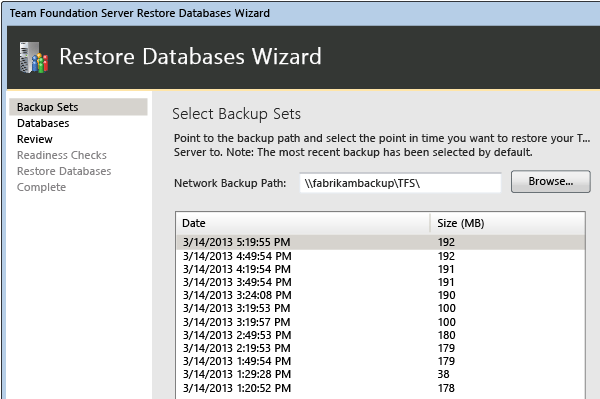 Team Foundation Server Restore Databases Wizard
Restore Databases Wizard
Backup Sets
Databases
Review
Readiness Checks
Restore Databases
Complete
Select Backup Sets
Point to the backup path and select the point in time you want to restore your T...
Server to. Note: The most recent backup has been selected by default.
Network Backup Path: \\fabrikambackup\TFS\ Browse...
Date Size (MB)
3/14/2013 5:19:55 PM 192
3/14/2013 4:49:54 PM 192
3/14/2013 4:19:54 PM 191
3/14/2013 3:49:54 PM 191
3/14/2013 3:24:08 PM 190
3/14/2013 3:19:53 PM 100
3/14/2013 3:19:57 PM 100
3/14/2013 2:49:53 PM 180
3/14/2013 2:19:53 PM 179
3/14/2013 1:49:54 PM 179
3/14/2013 1:29:28 PM 38
3/14/2013 1:20:52 PM 178